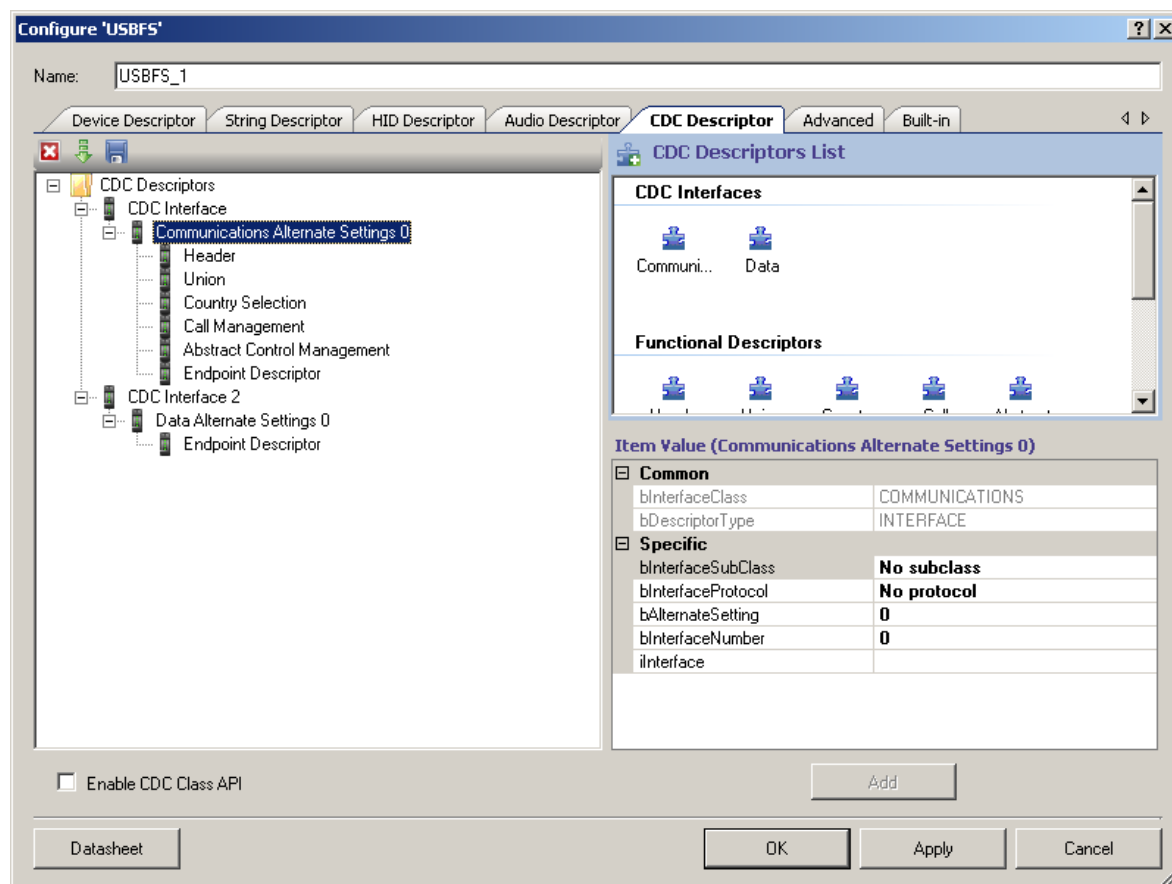 Configure 'USBFS'
Name: USBFS_1
Device Descriptor String Descriptor HID Descriptor Audio Descriptor CDC Descriptor Advanced Built-in
CDC Descriptors List
CDC Descriptors
CDC Interface
Communications Alternate Settings 0
Header
Union
Country Selection
Call Management
Abstract Control Management
Endpoint Descriptor
CDC Interface 2
Data Alternate Settings 0
Endpoint Descriptor
CDC Interfaces
Communi... Data
Functional Descriptors
Item Value (Communications Alternate Settings 0)
Common
bInterfaceClass COMMUNICATIONS
bDescriptorType INTERFACE
Specific
bInterfaceSubClass No subclass
bInterfaceProtocol No protocol
bAlternateSetting 0
bInterfaceNumber 0
iInterface
Enable CDC Class API
Add
Datasheet OK Apply Cancel